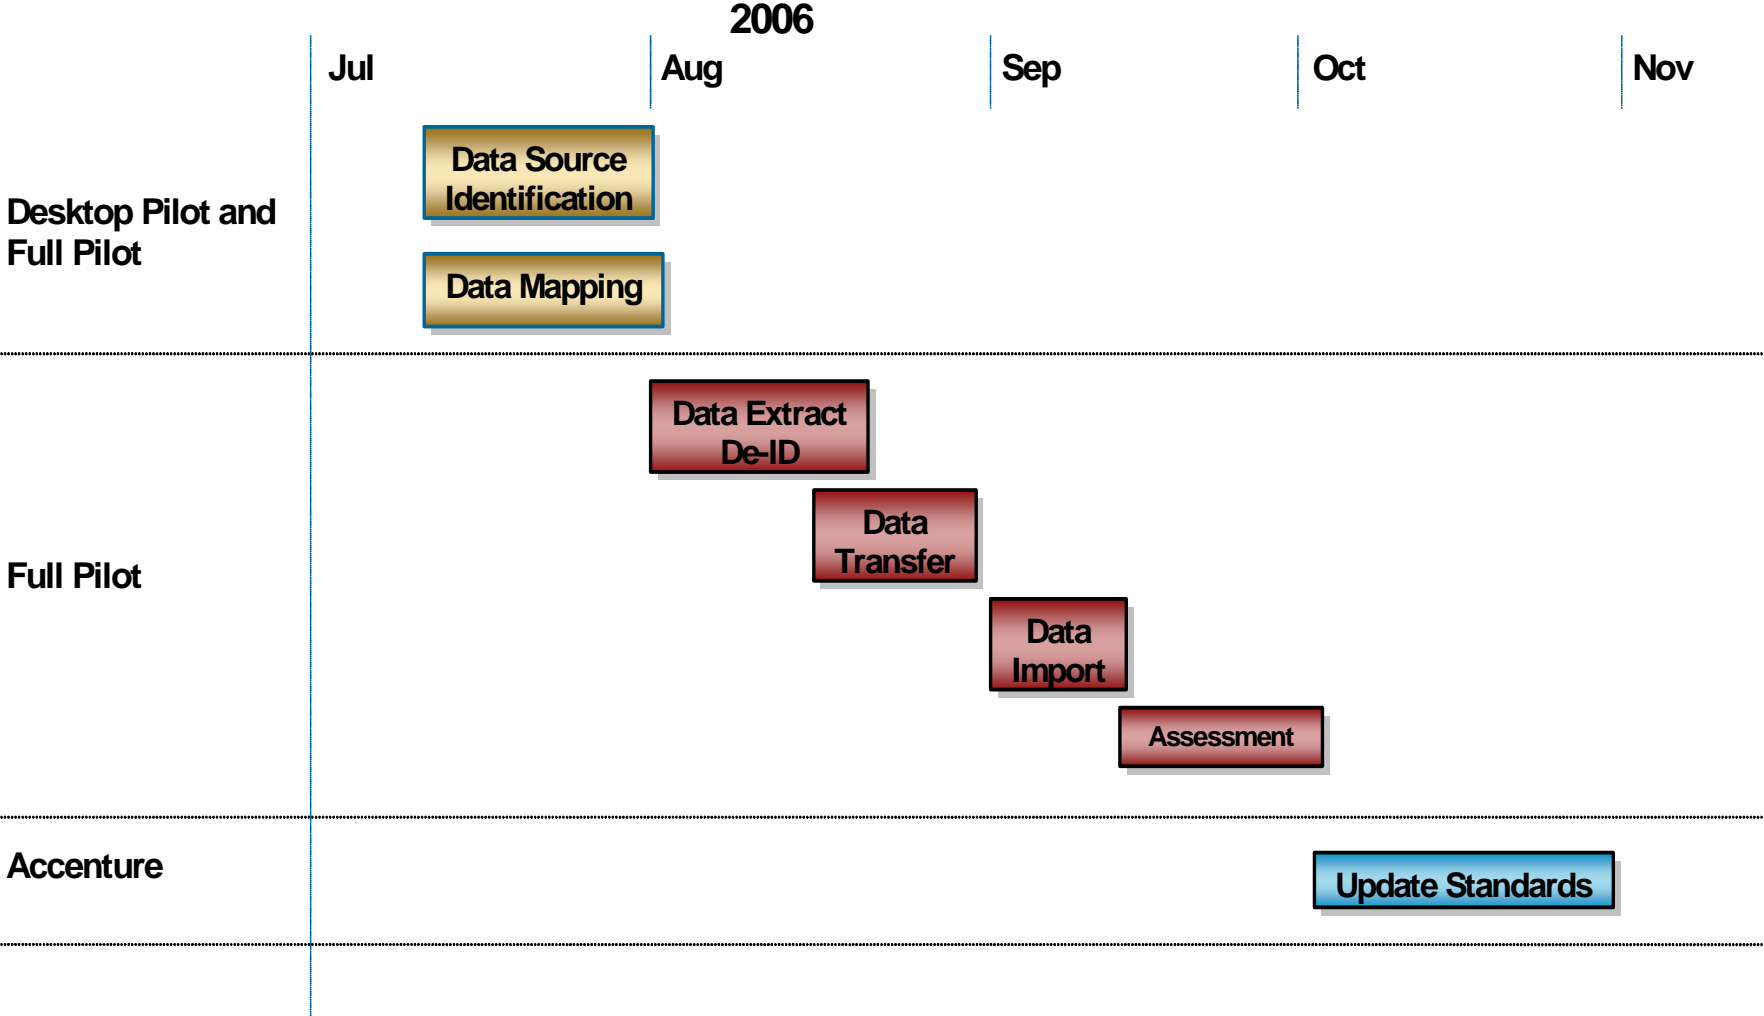 2006
Jul
Aug
Sep
Oct
Nov
Desktop Pilot and
Full Pilot
Data Source
Identification
Data Mapping
Full Pilot
Data Extract
De-ID
Data
Transfer
Data
Import
Assessment
Accenture
Update Standards